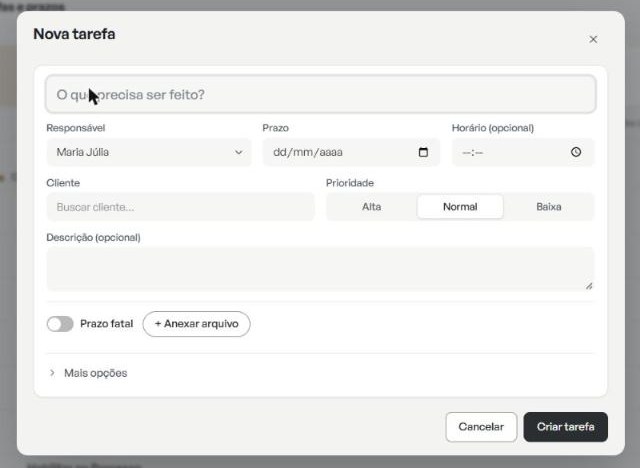 Nova tarefa
O que precisa ser feito?
Responsável Prazo Horário (opcional)
Maria Júlia dd/mm/aaaa --:--
Cliente Prioridade
Buscar cliente... Alta Normal Baixa
Descrição (opcional)
Prazo fatal + Anexar arquivo
Mais opções
Cancelar Criar tarefa